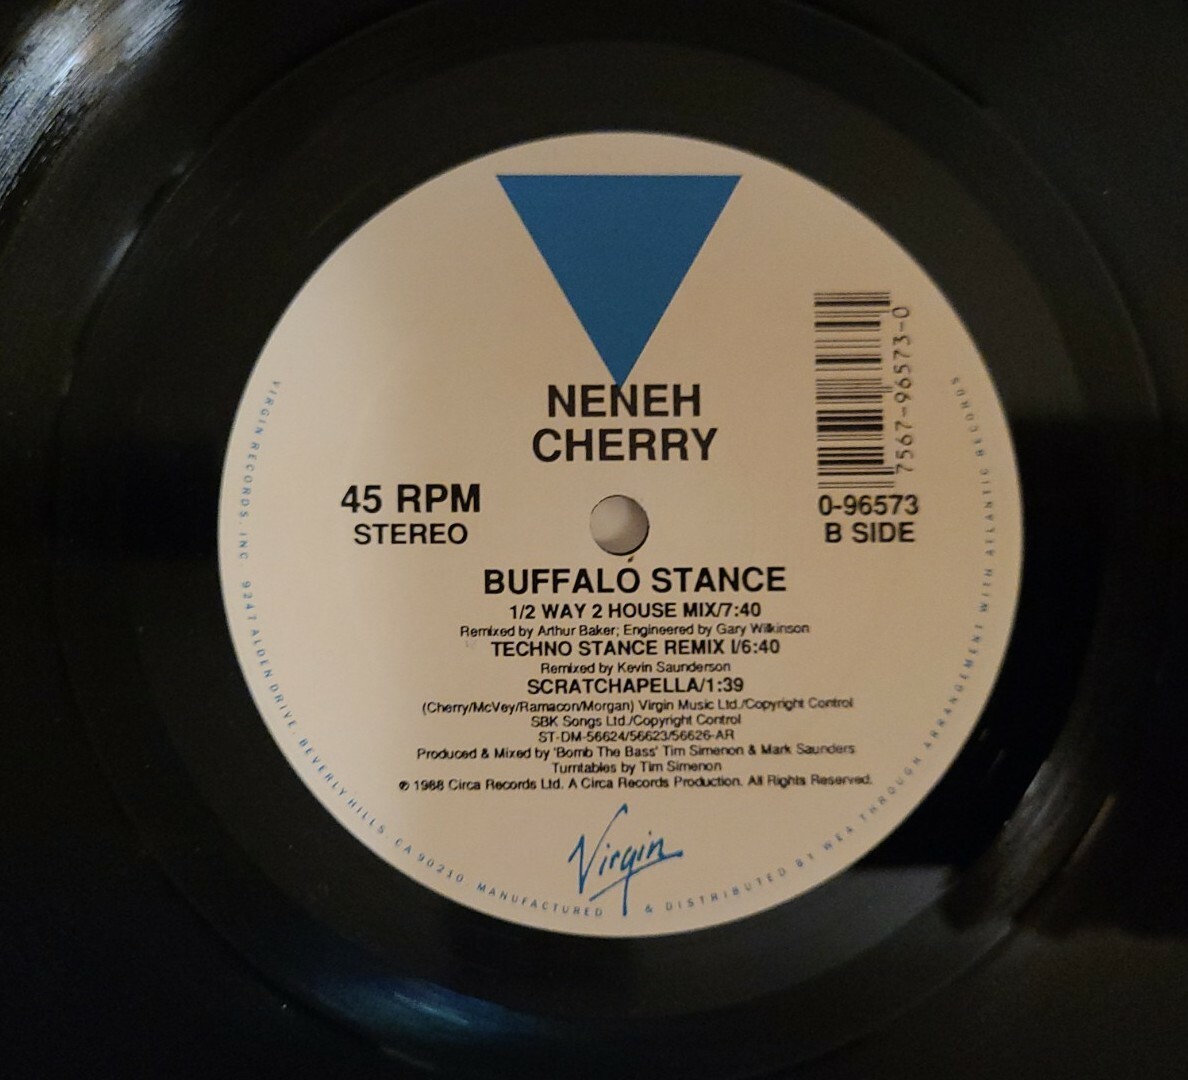 NENEH
CHERRY
45 RPM
STEREO
7567-96573-0
0-96573
B SIDE
BUFFALO STANCE
1/2 WAY 2 HOUSE MIX/7:40
Remixed by Arthur Baker; Engineered by Gary Wilkinson
TECHNO STANCE REMIX I/6:40
Remixed by Kevin Saunderson
SCRATCHAPELLA/1:39
(Cherry/McVey/Ramacon/Morgan) Virgin Music Ltd./Copyright Control
SBK Songs Ltd./Copyright Control
ST-DM-56624/56623/56626-AR
Produced & Mixed by 'Bomb The Bass' Tim Simenon & Mark Saunders
Turntables by Tim Simenon
℗ 1988 Circa Records Ltd. A Circa Records Production. All Rights Reserved.
Virgin
VIRGIN RECORDS, INC. 9247 ALDEN DRIVE, BEVERLY HILLS, CA 90210 MANUFACTURED & DISTRIBUTED BY WEA THROUGH ARRANGEMENT WITH ATLANTIC RECORDS